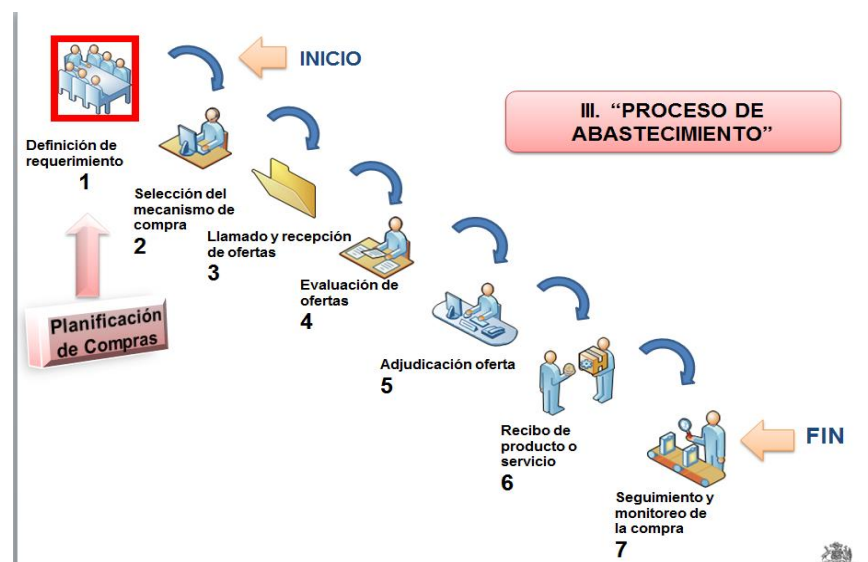 INICIO
III. “PROCESO DE
ABASTECIMIENTO”
Definición de
requerimiento
1
Selección del
mecanismo de
compra
2
Llamado y recepción
de ofertas
3
Evaluación de
ofertas
4
Planificación
de Compras
Adjudicación oferta
5
Recibo de
producto o
servicio
6
FIN
Seguimiento y
monitoreo de
la compra
7